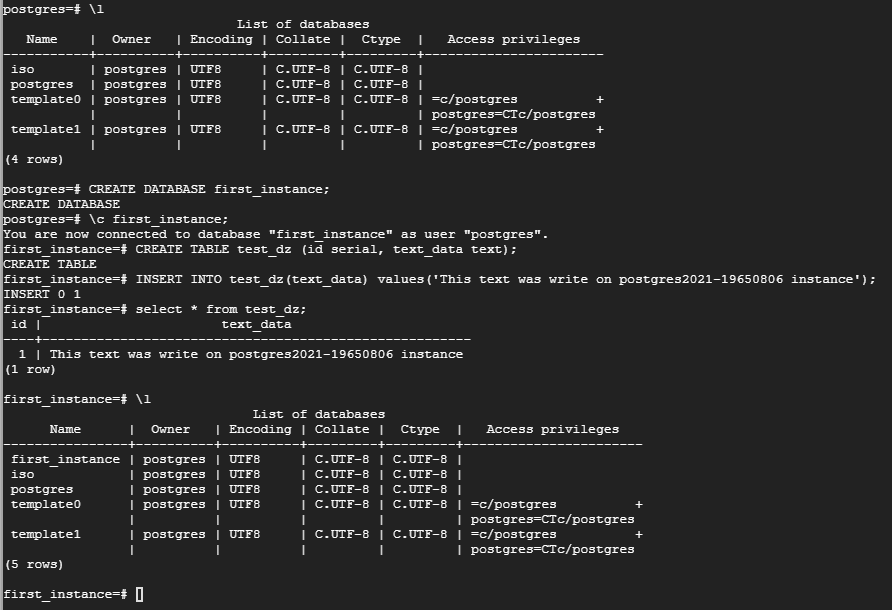 postgres=# \l
                              List of databases
   Name    |  Owner   | Encoding | Collate |  Ctype  |   Access privileges
-----------+----------+----------+---------+---------+-----------------------
 iso       | postgres | UTF8     | C.UTF-8 | C.UTF-8 |
 postgres  | postgres | UTF8     | C.UTF-8 | C.UTF-8 |
 template0 | postgres | UTF8     | C.UTF-8 | C.UTF-8 | =c/postgres          +
           |          |          |         |         | postgres=CTc/postgres
 template1 | postgres | UTF8     | C.UTF-8 | C.UTF-8 | =c/postgres          +
           |          |          |         |         | postgres=CTc/postgres
(4 rows)

postgres=# CREATE DATABASE first_instance;
CREATE DATABASE
postgres=# \c first_instance;
You are now connected to database "first_instance" as user "postgres".
first_instance=# CREATE TABLE test_dz (id serial, text_data text);
CREATE TABLE
first_instance=# INSERT INTO test_dz(text_data) values('This text was write on postgres2021-19650806 instance');
INSERT 0 1
first_instance=# select * from test_dz;
 id |                       text_data
----+-------------------------------------------------------
  1 | This text was write on postgres2021-19650806 instance
(1 row)

first_instance=# \l
                                List of databases
      Name      |  Owner   | Encoding | Collate |  Ctype  |   Access privileges
----------------+----------+----------+---------+---------+-----------------------
 first_instance | postgres | UTF8     | C.UTF-8 | C.UTF-8 |
 iso            | postgres | UTF8     | C.UTF-8 | C.UTF-8 |
 postgres       | postgres | UTF8     | C.UTF-8 | C.UTF-8 |
 template0      | postgres | UTF8     | C.UTF-8 | C.UTF-8 | =c/postgres          +
                |          |          |         |         | postgres=CTc/postgres
 template1      | postgres | UTF8     | C.UTF-8 | C.UTF-8 | =c/postgres          +
                |          |          |         |         | postgres=CTc/postgres
(5 rows)

first_instance=#